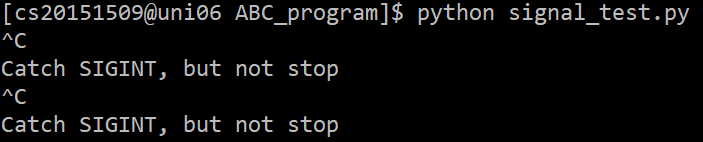 [cs20151509@uni06 ABC_program]$ python signal_test.py
^C
Catch SIGINT, but not stop
^C
Catch SIGINT, but not stop